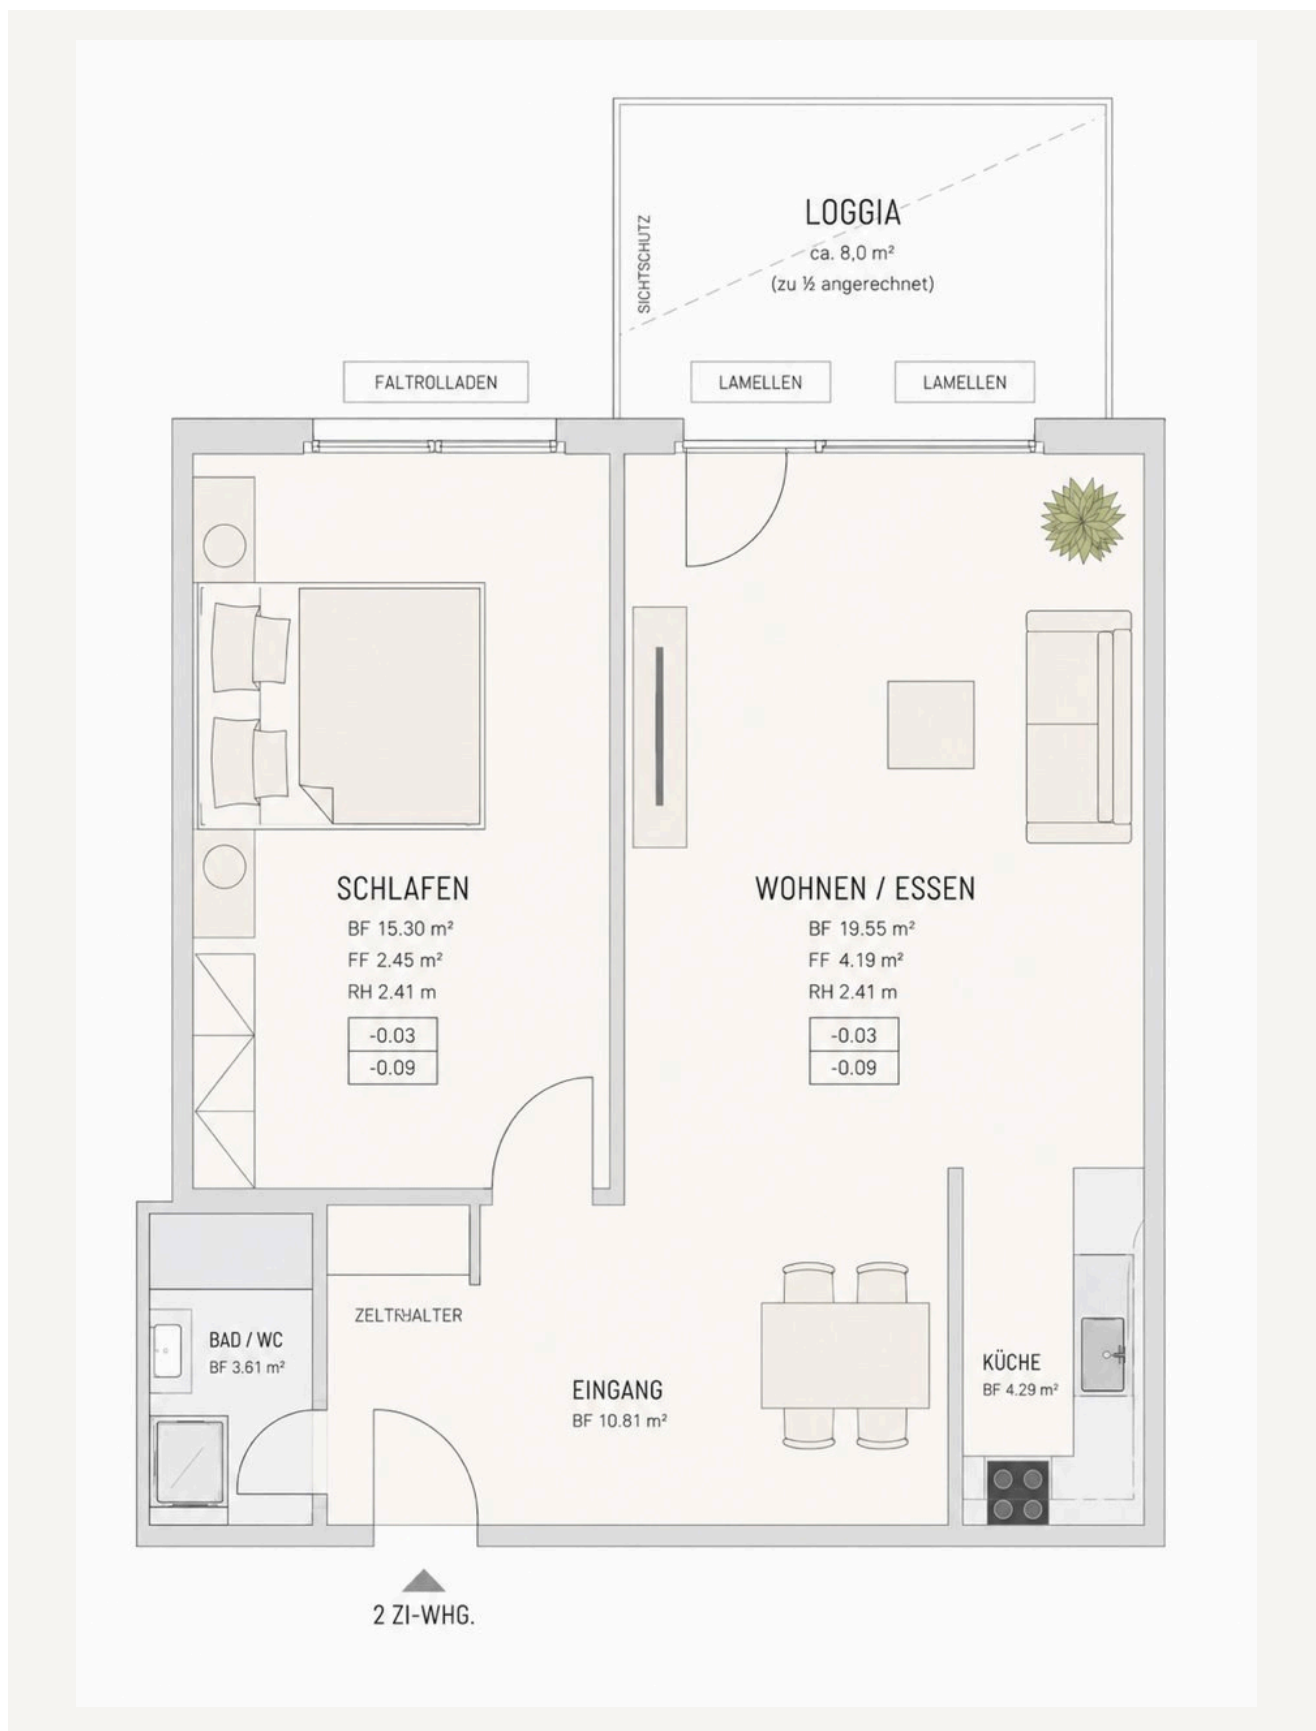 LOGGIA
ca. 8,0 m²
(zu ½ angerechnet)
SICHTSCHUTZ
FALTROLLADEN
LAMELLEN
LAMELLEN
SCHLAFEN
BF 15.30 m²
FF 2.45 m²
RH 2.41 m
-0.03
-0.09
WOHNEN / ESSEN
BF 19.55 m²
FF 4.19 m²
RH 2.41 m
-0.03
-0.09
BAD / WC
BF 3.61 m²
EINGANG
BF 10.81 m²
KÜCHE
BF 4.29 m²
2 ZI-WHG.